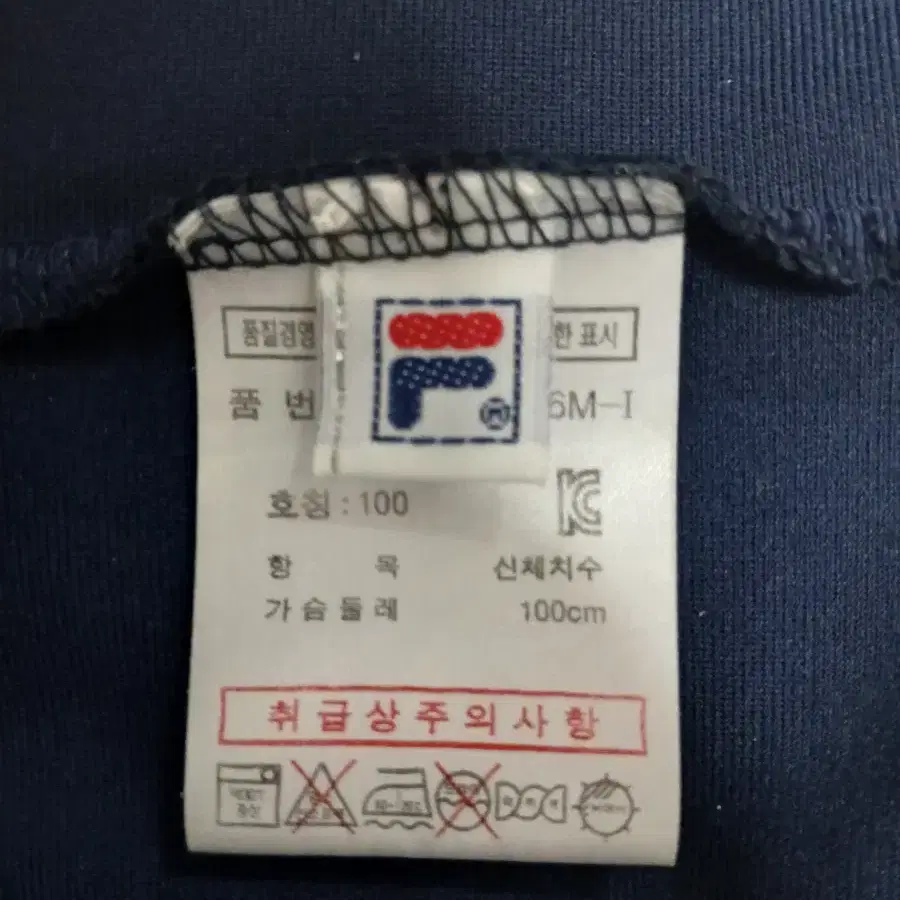 품질경영 한 표시
품 번 6M-I
F ®
호칭 : 100
KC
항 목 신체치수
가슴둘레 100cm
취급상주의사항